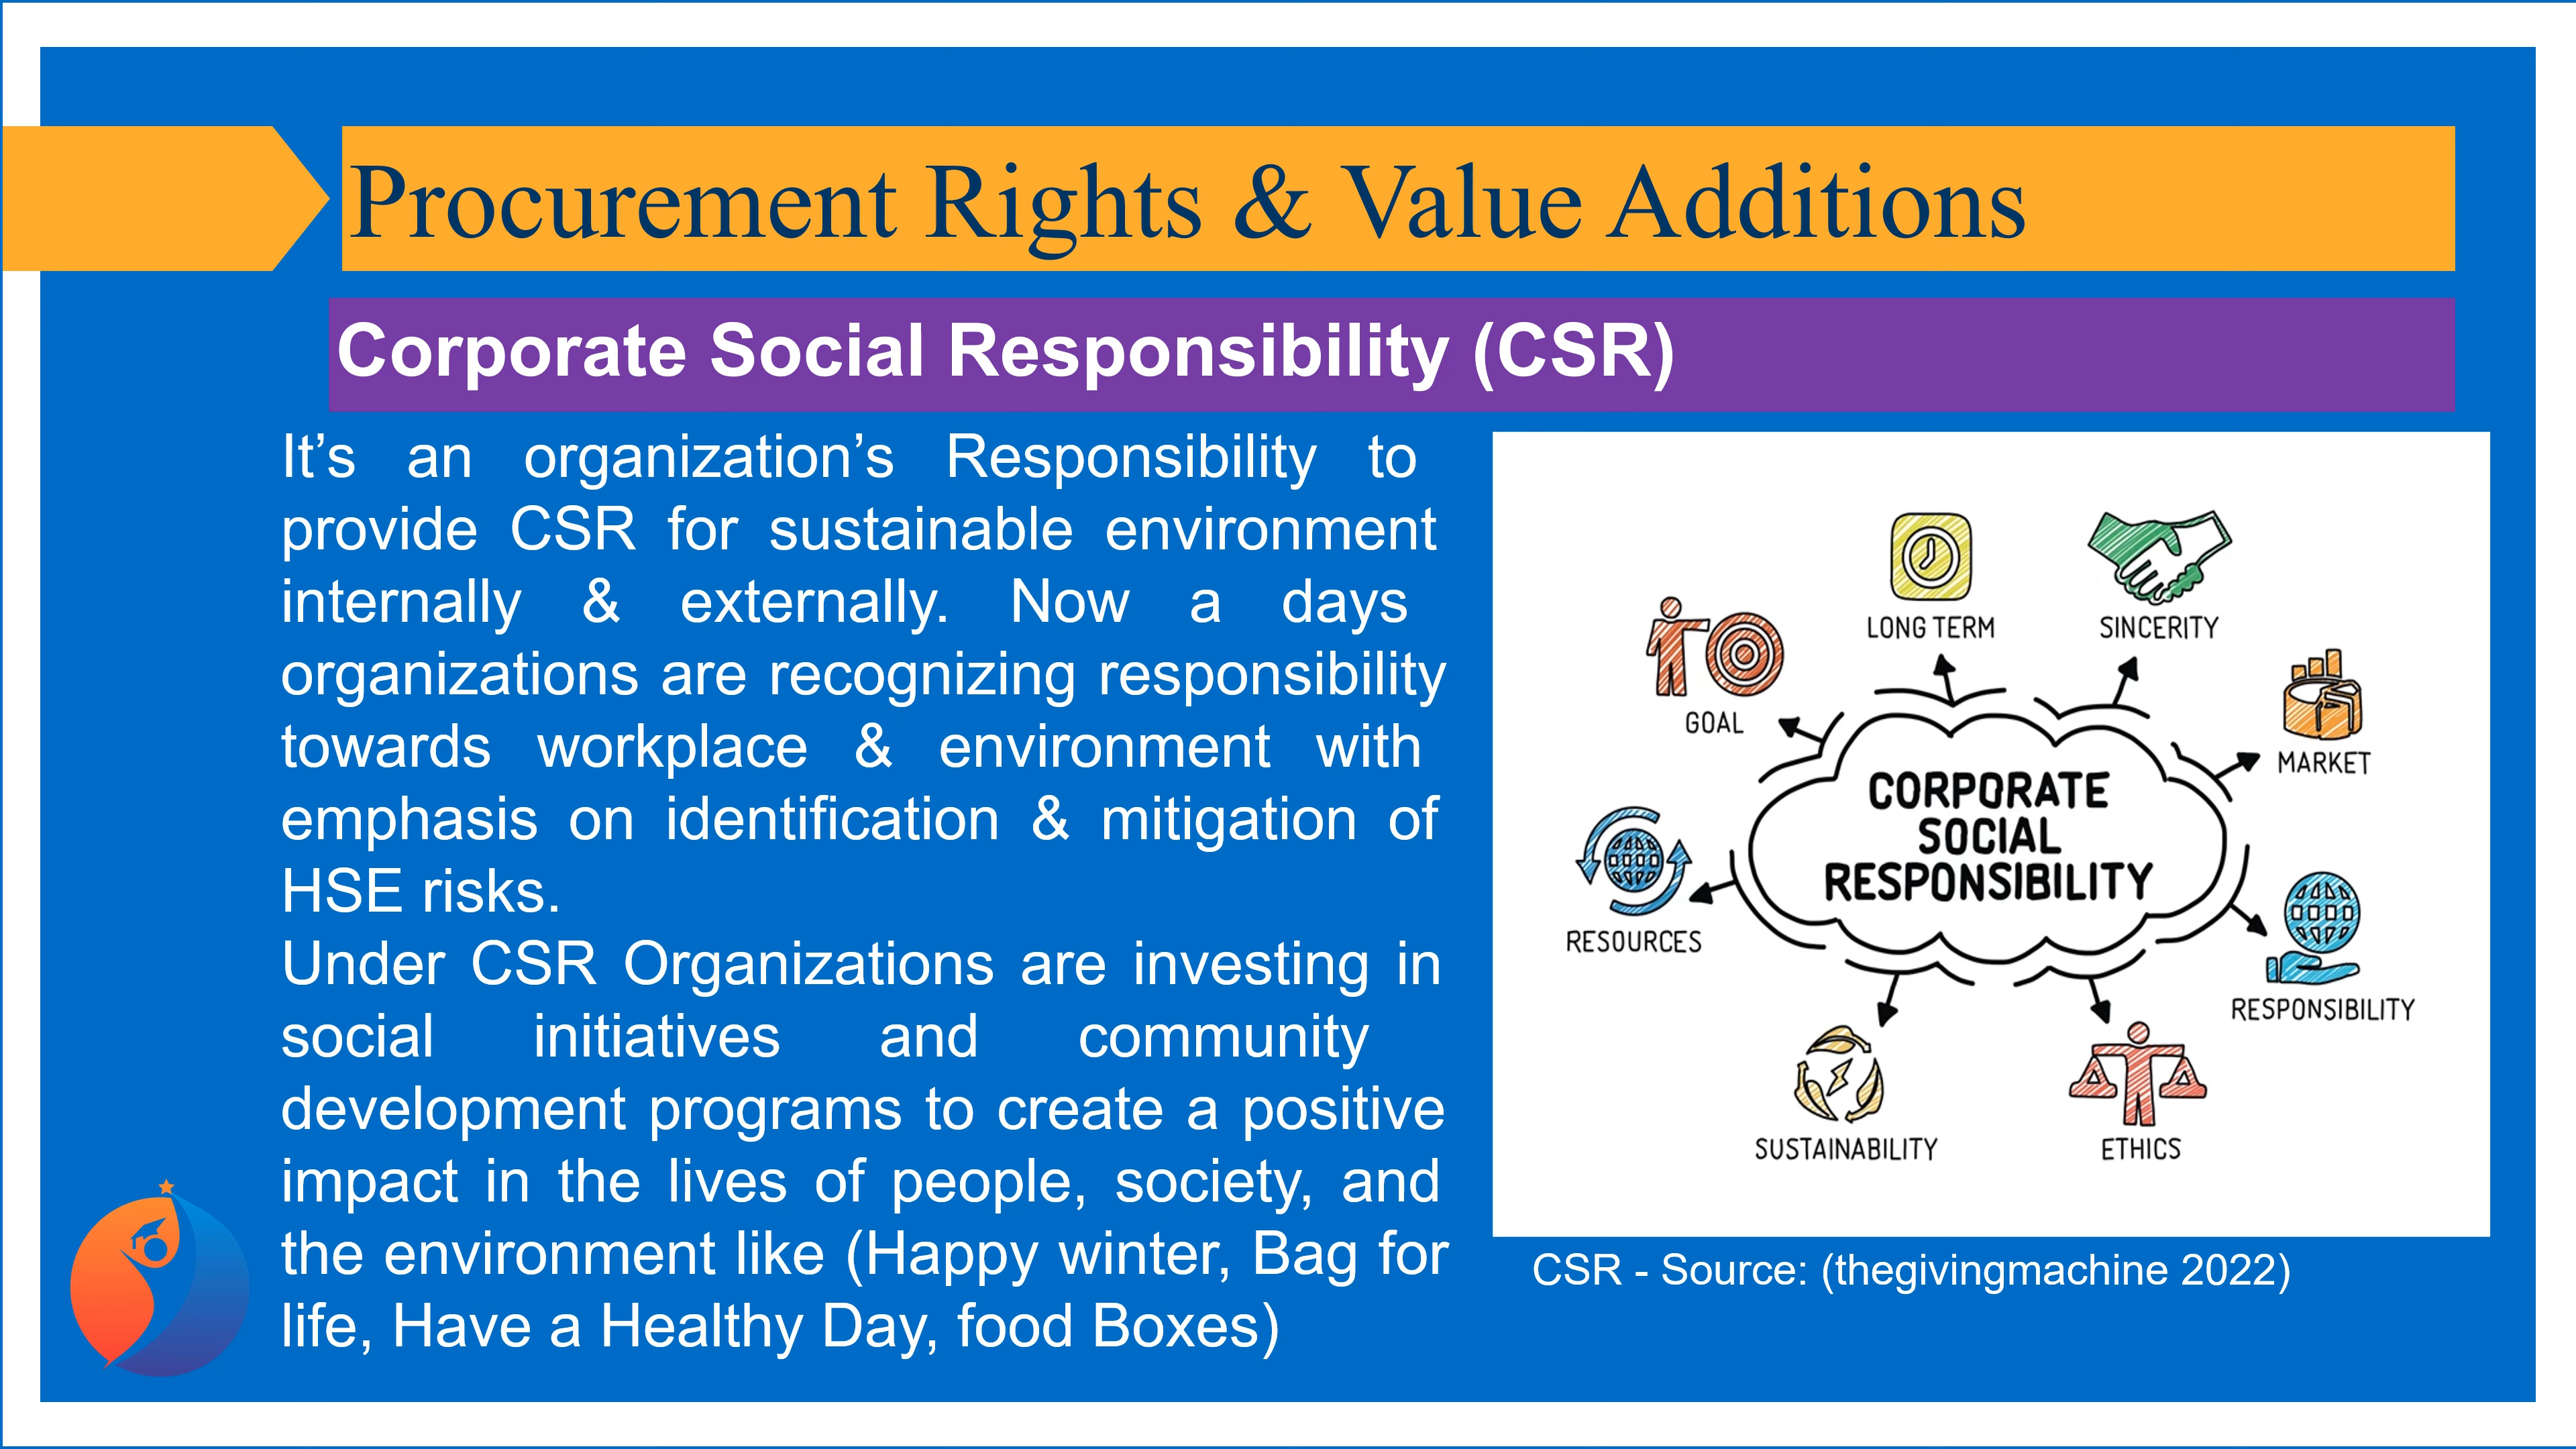 Procurement Rights & Value Additions
Corporate Social Responsibility (CSR)
It’s an organization’s Responsibility to
provide CSR for sustainable environment
internally & externally. Now a days
organizations are recognizing responsibility
towards workplace & environment with
emphasis on identification & mitigation of
HSE risks.
Under CSR Organizations are investing in
social initiatives and community
development programs to create a positive
impact in the lives of people, society, and
the environment like (Happy winter, Bag for
life, Have a Healthy Day, food Boxes)
LONG TERM
SINCERITY
GOAL
MARKET
CORPORATE
SOCIAL
RESPONSIBILITY
RESOURCES
RESPONSIBILITY
SUSTAINABILITY
ETHICS
CSR - Source: (thegivingmachine 2022)